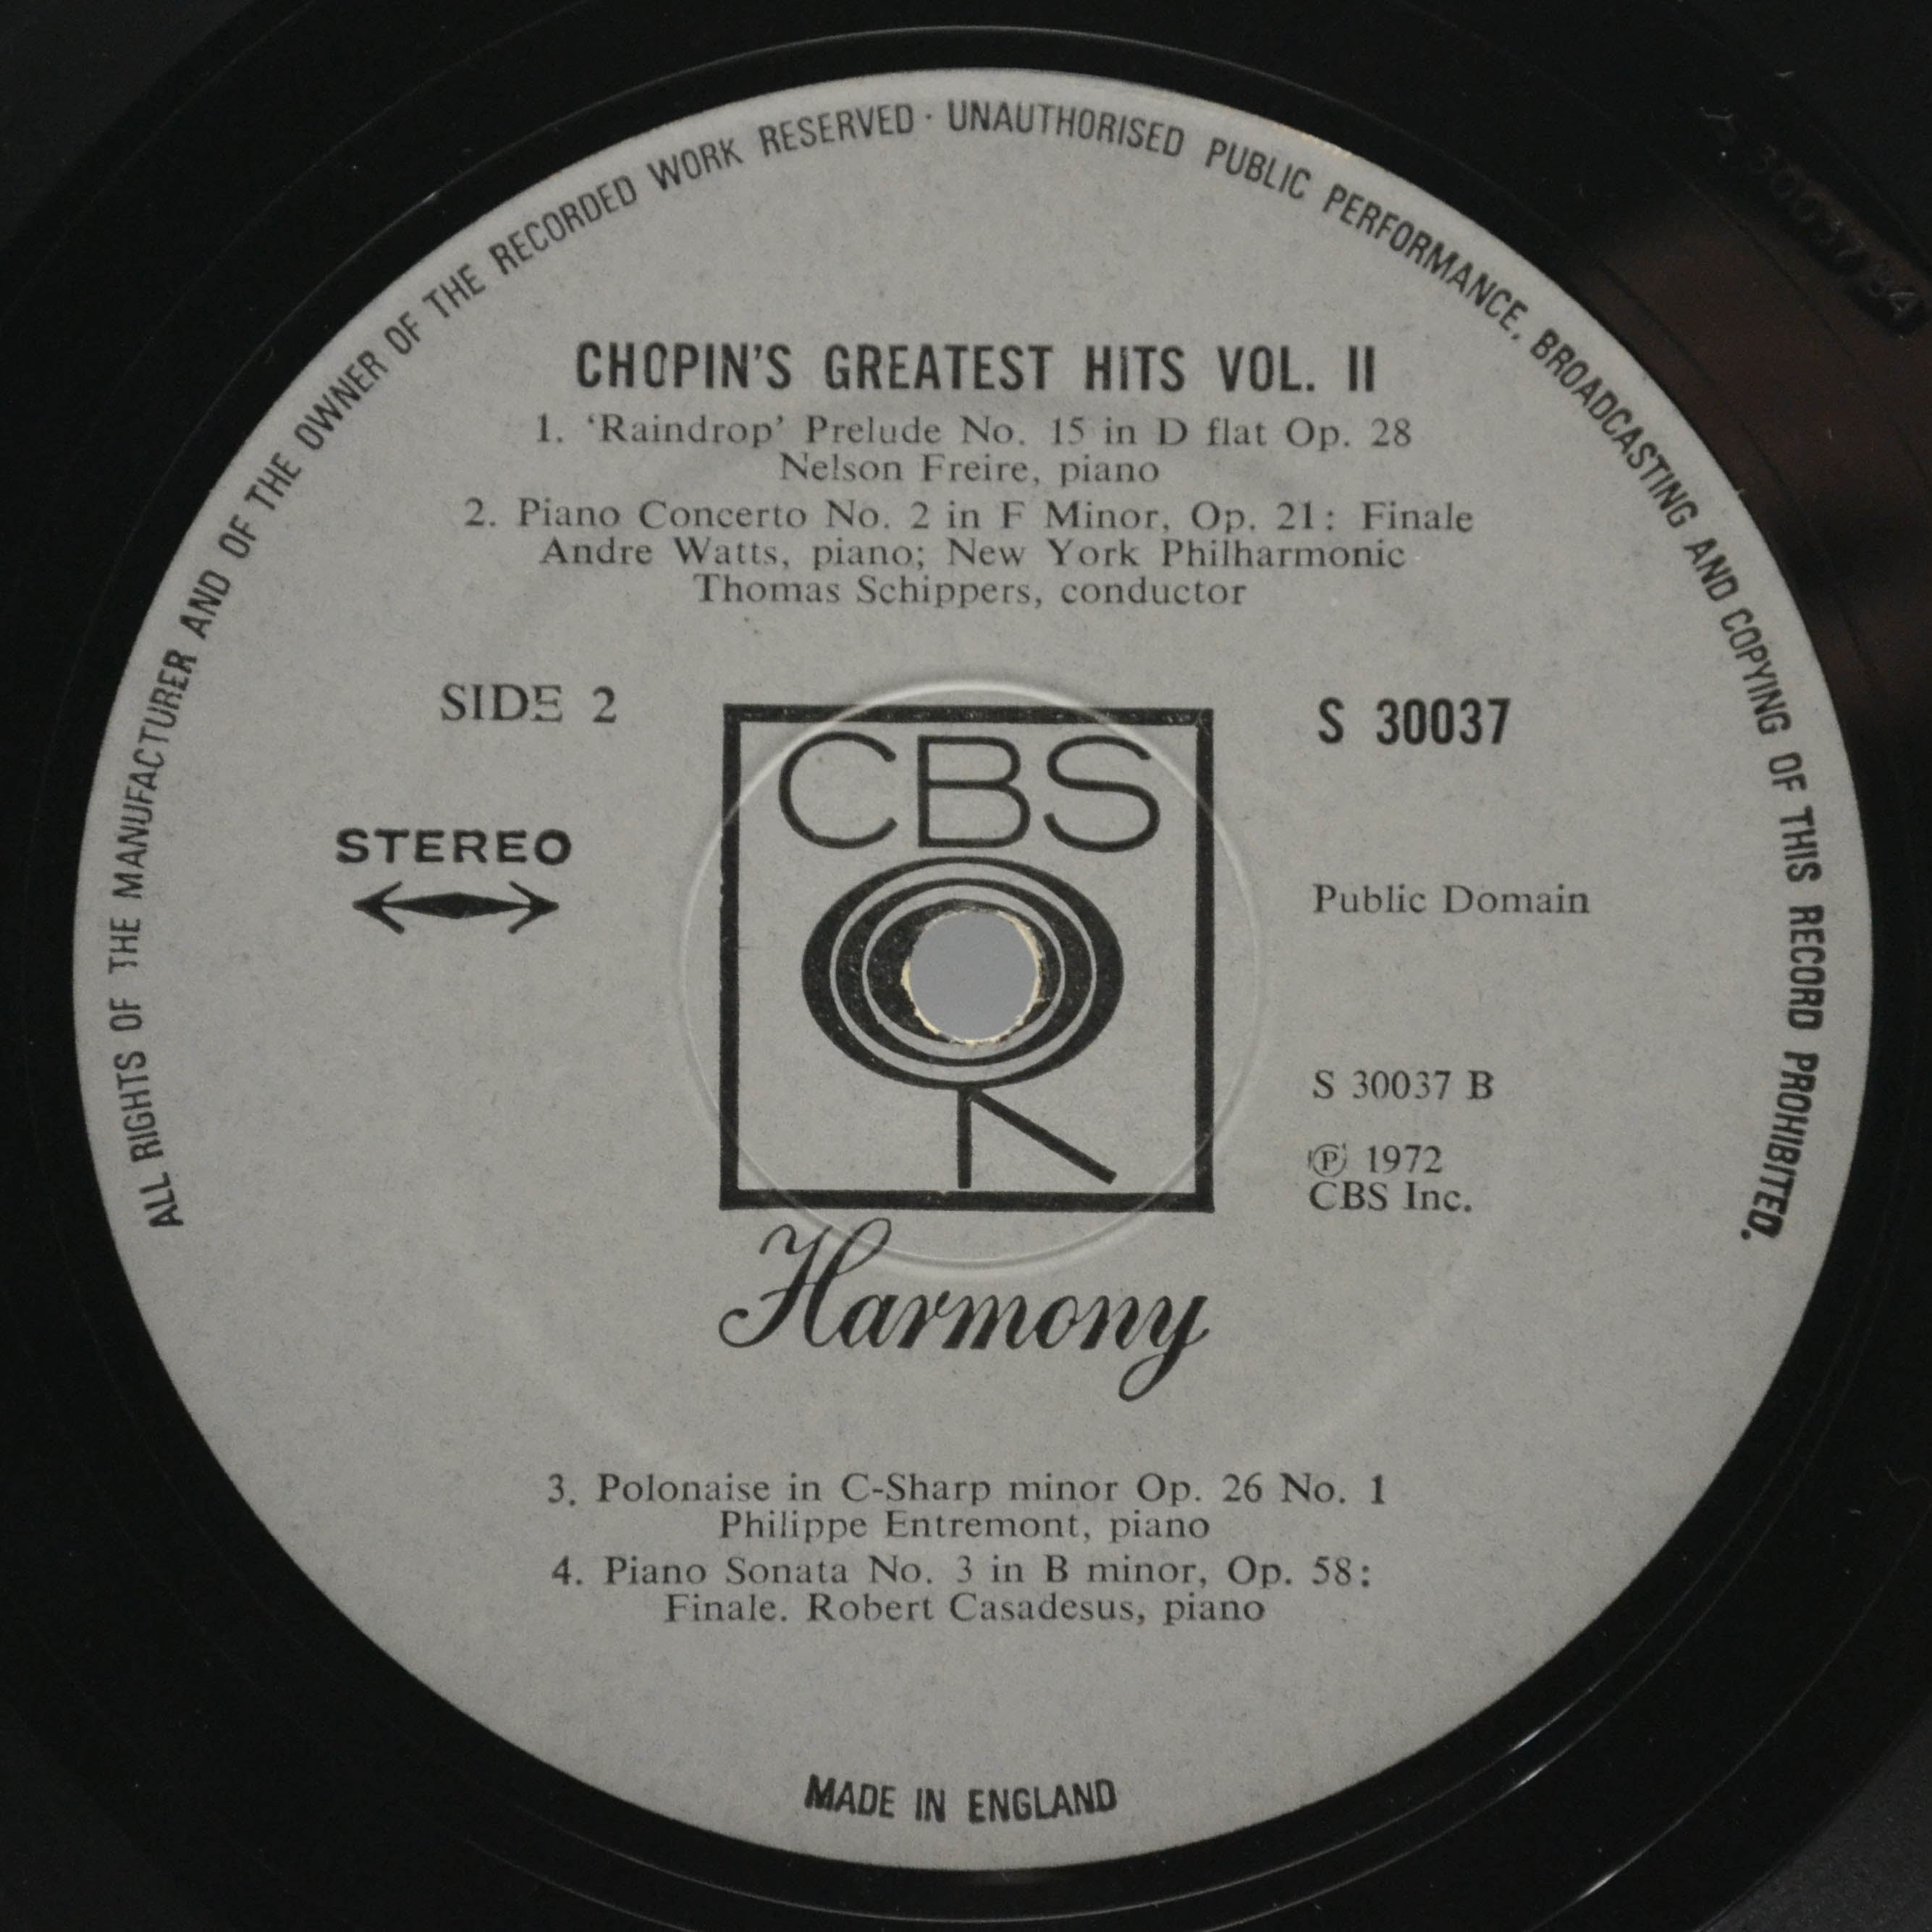 ALL RIGHTS OF THE MANUFACTURER AND OF THE OWNER OF THE RECORDED WORK RESERVED · UNAUTHORISED PUBLIC PERFORMANCE, BROADCASTING AND COPYING OF THIS RECORD PROHIBITED.
CHOPIN'S GREATEST HITS VOL. II
1. ‘Raindrop’ Prelude No. 15 in D flat Op. 28
Nelson Freire, piano
2. Piano Concerto No. 2 in F Minor, Op. 21: Finale
Andre Watts, piano; New York Philharmonic
Thomas Schippers, conductor
SIDE 2
S 30037
CBS
STEREO
Public Domain
S 30037 B
℗ 1972
CBS Inc.
Harmony
3. Polonaise in C-Sharp minor Op. 26 No. 1
Philippe Entremont, piano
4. Piano Sonata No. 3 in B minor, Op. 58:
Finale. Robert Casadesus, piano
MADE IN ENGLAND